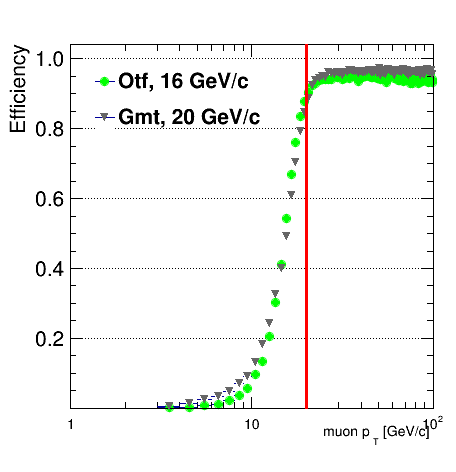 Efficiency
1.0
0.8
0.6
0.4
0.2
Otf, 16 GeV/c
Gmt, 20 GeV/c
1 10 10²
muon p_T [GeV/c]